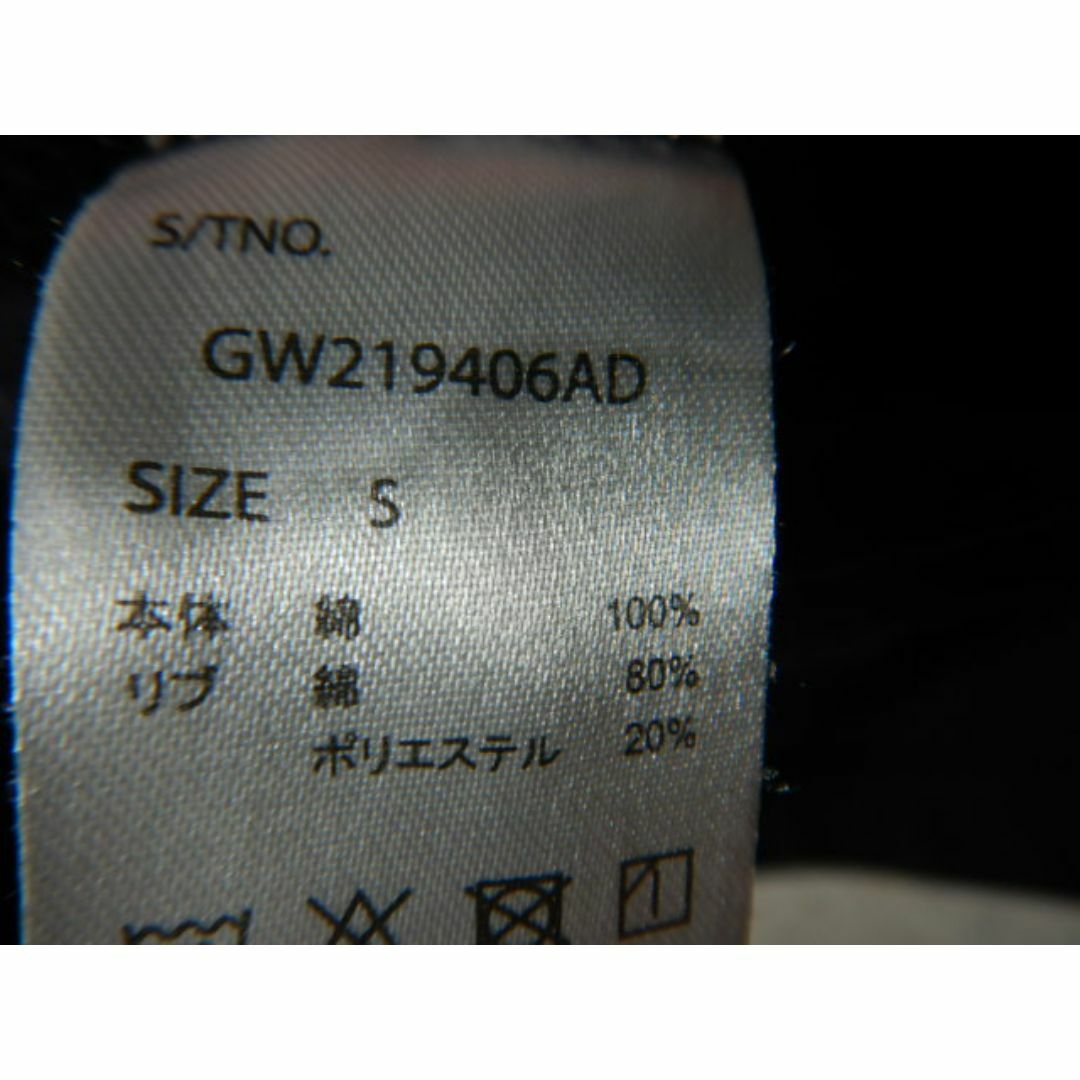 S/TNO.
GW219406AD
SIZE S
本体 綿 100%
リブ 綿 80%
ポリエステル 20%